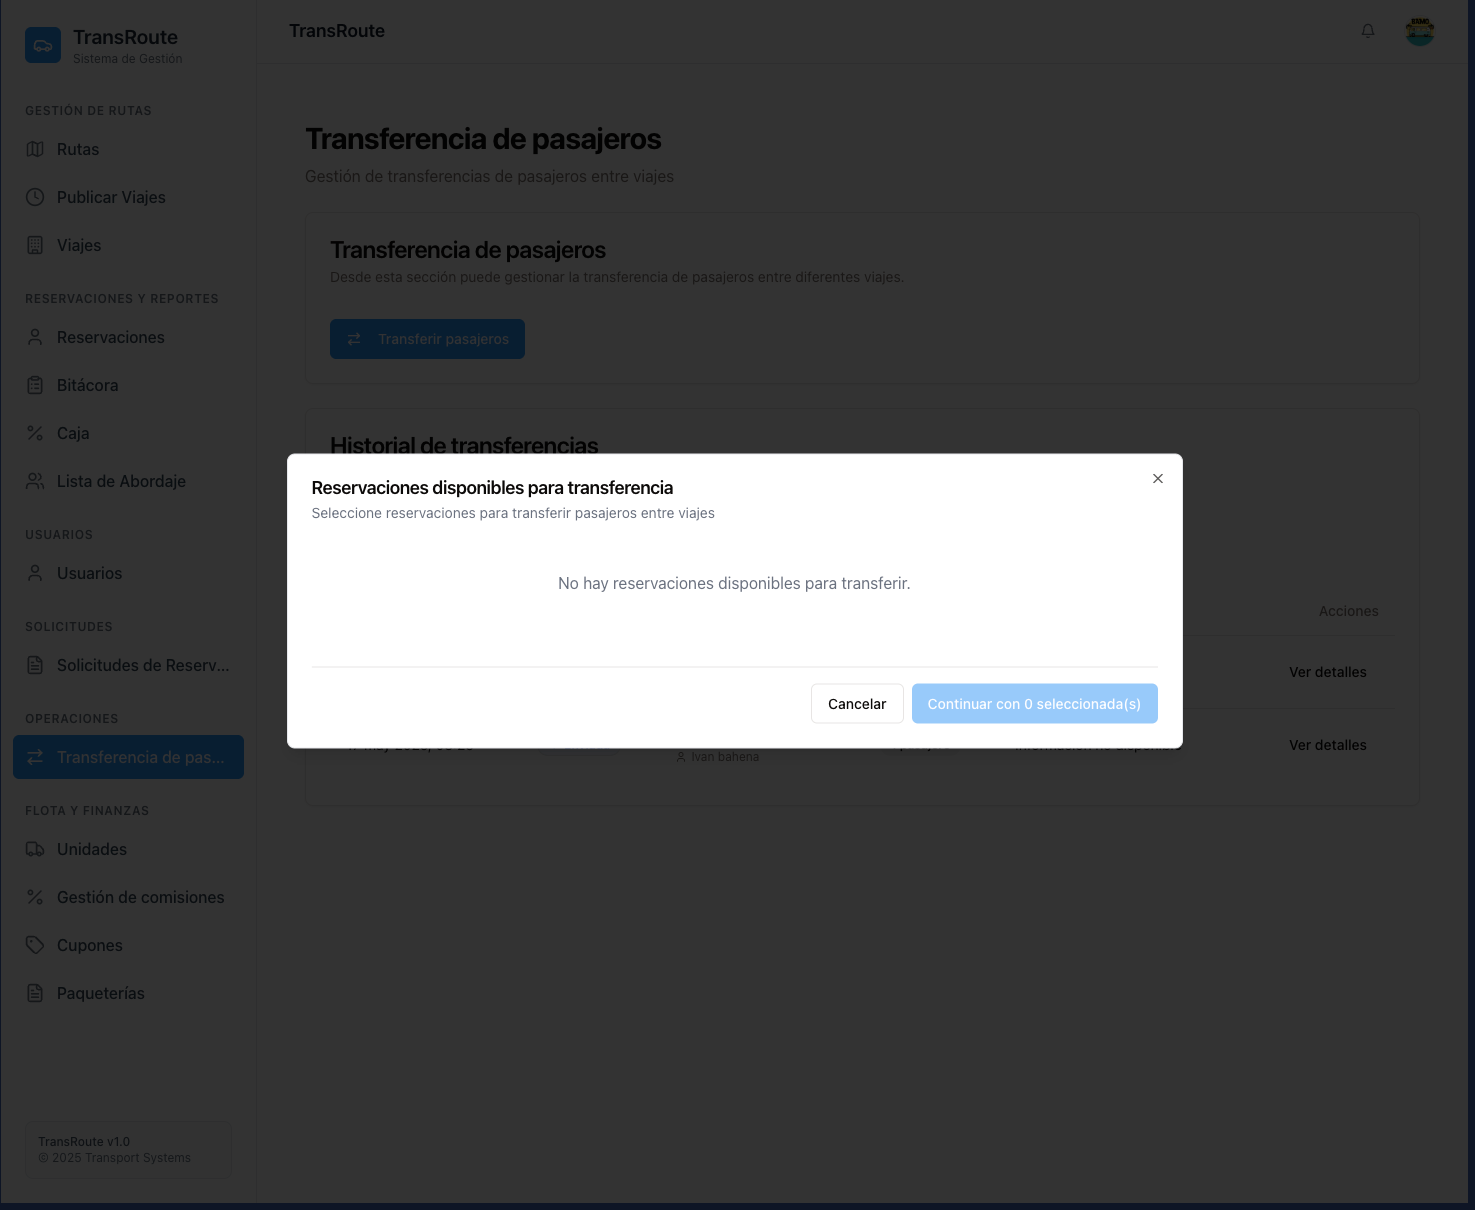 TransRoute
Sistema de Gestión
GESTIÓN DE RUTAS
Rutas
Publicar Viajes
Viajes
RESERVACIONES Y REPORTES
Reservaciones
Bitácora
Caja
Lista de Abordaje
USUARIOS
Usuarios
SOLICITUDES
Solicitudes de Reserv...
OPERACIONES
Transferencia de pas...
FLOTA Y FINANZAS
Unidades
Gestión de comisiones
Cupones
Paqueterías
TransRoute v1.0
© 2025 Transport Systems
TransRoute
Transferencia de pasajeros
Gestión de transferencias de pasajeros entre viajes
Transferencia de pasajeros
Desde esta sección puede gestionar la transferencia de pasajeros entre diferentes viajes.
Transferir pasajeros
Historial de transferencias
Reservaciones disponibles para transferencia
Seleccione reservaciones para transferir pasajeros entre viajes
No hay reservaciones disponibles para transferir.
Cancelar
Continuar con 0 seleccionada(s)
Acciones
Ver detalles
Ivan bahena
Ver detalles